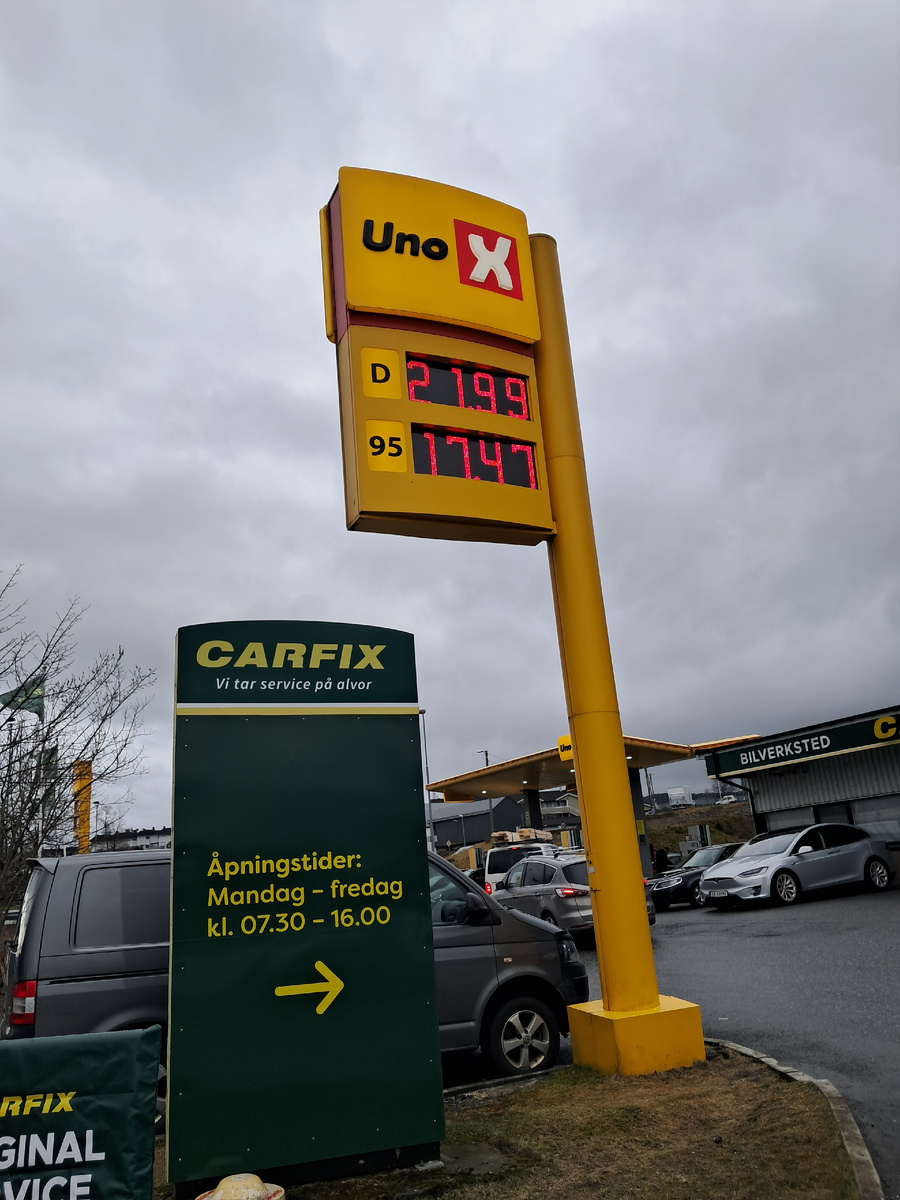 Uno X
D 21.99
95 17.47
CARFIX
Vi tar service på alvor
Åpningstider:
Mandag – fredag
kl. 07.30 – 16.00
Uno
BILVERKSTED
RFIX
GINAL
VICE